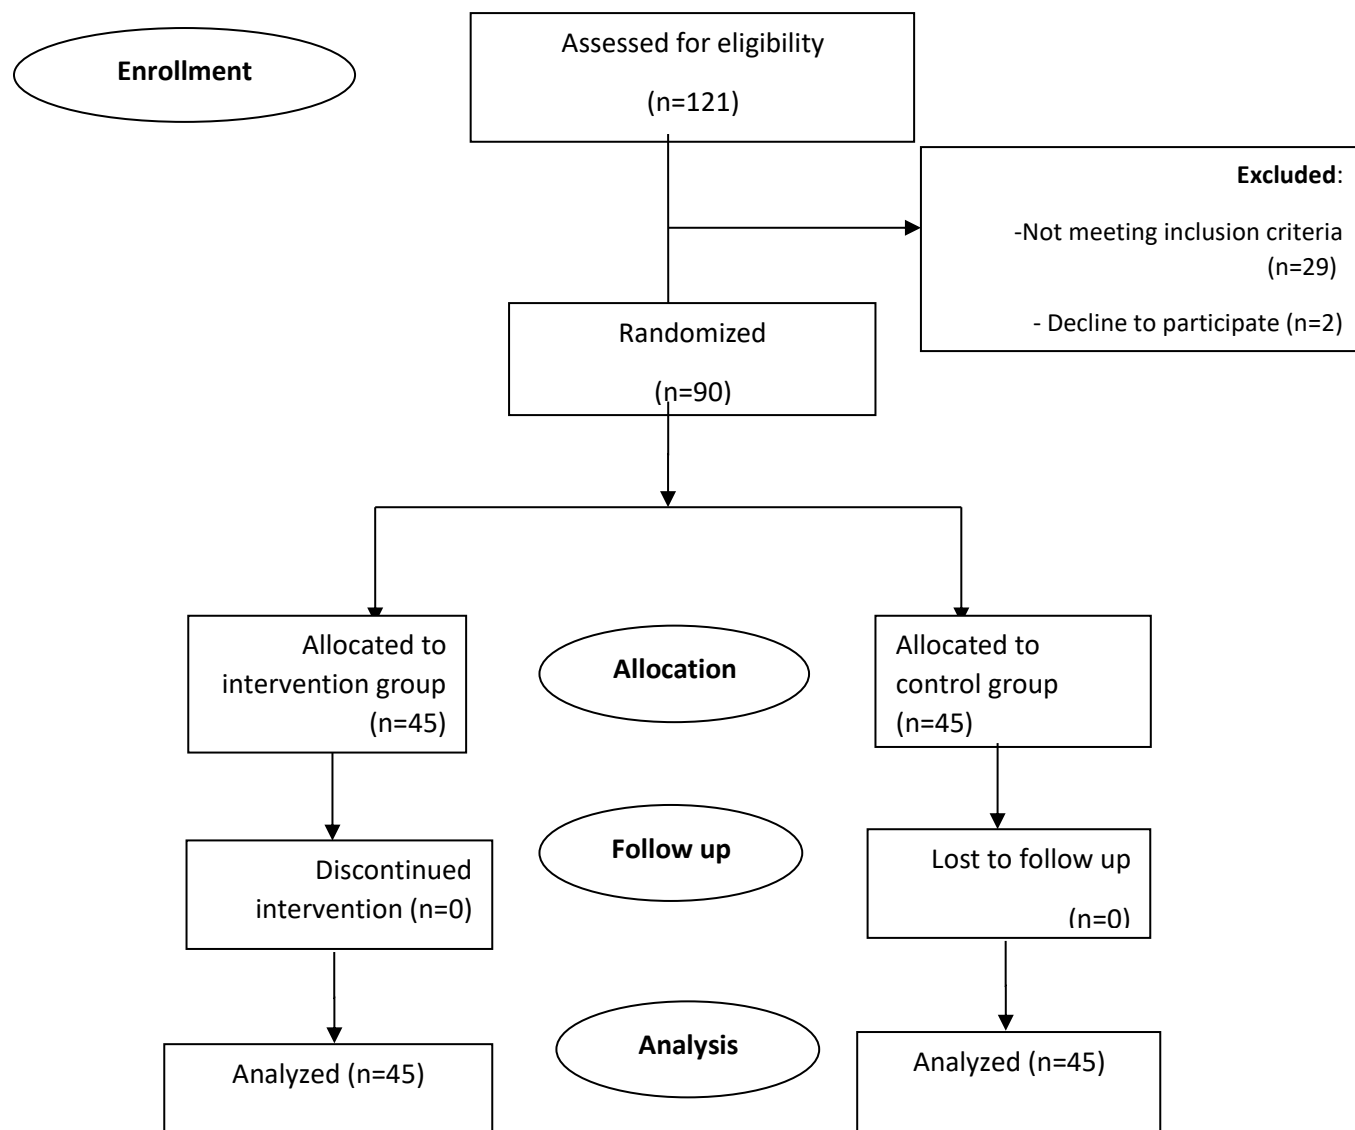 Enrollment
Assessed for eligibility
(n=121)
Excluded:
-Not meeting inclusion criteria
(n=29)
- Decline to participate (n=2)
Randomized
(n=90)
Allocated to
intervention group
(n=45)
Allocation
Allocated to
control group
(n=45)
Discontinued
intervention (n=0)
Follow up
Lost to follow up
(n=0)
Analyzed (n=45)
Analysis
Analyzed (n=45)